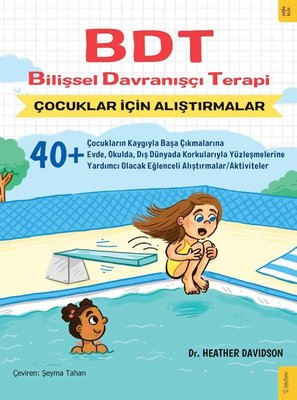 BDT
Bilişsel Davranışçı Terapi
ÇOCUKLAR İÇİN ALIŞTIRMALAR
40+
Çocukların Kaygıyla Başa Çıkmalarına
Evde, Okulda, Dış Dünyada Korkularıyla Yüzleşmelerine
Yardımcı Olacak Eğlenceli Alıştırmalar/Aktiviteler
Dr. HEATHER DAVIDSON
Çeviren: Şeyma Tahan